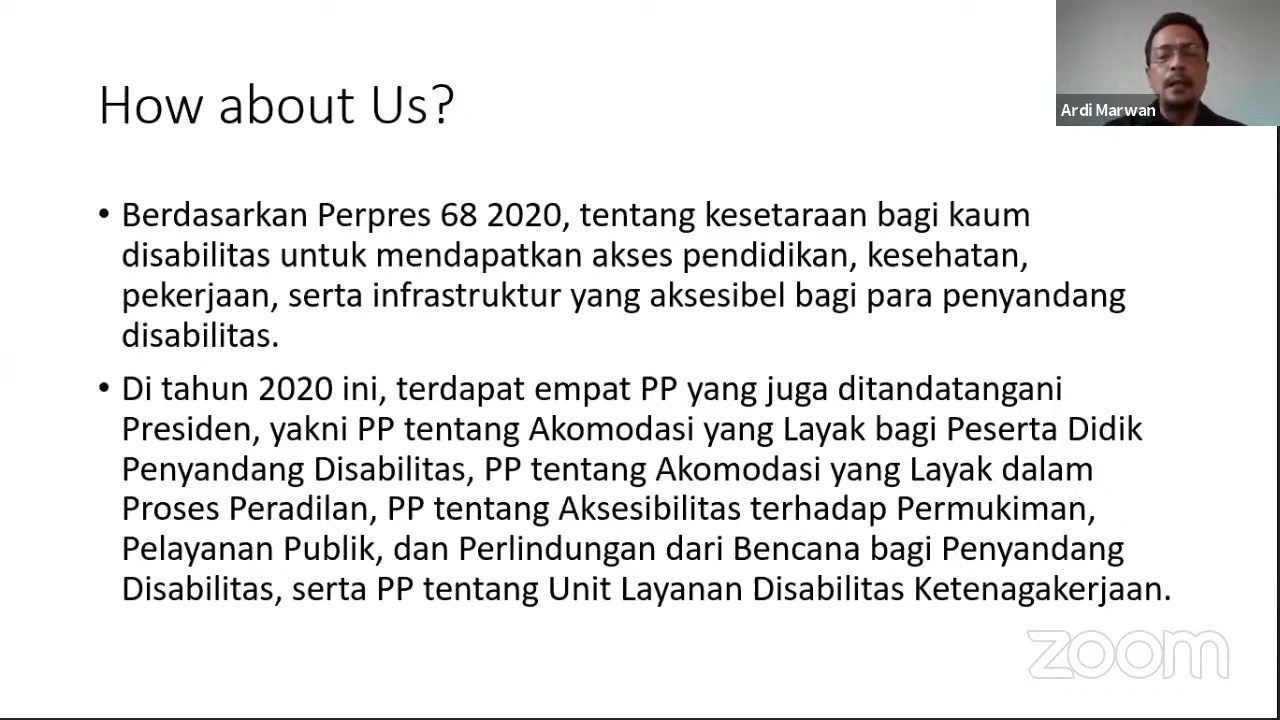 How about Us?
Ardi Marwan
• Berdasarkan Perpres 68 2020, tentang kesetaraan bagi kaum
disabilitas untuk mendapatkan akses pendidikan, kesehatan,
pekerjaan, serta infrastruktur yang aksesibel bagi para penyandang
disabilitas.
• Di tahun 2020 ini, terdapat empat PP yang juga ditandatangani
Presiden, yakni PP tentang Akomodasi yang Layak bagi Peserta Didik
Penyandang Disabilitas, PP tentang Akomodasi yang Layak dalam
Proses Peradilan, PP tentang Aksesibilitas terhadap Permukiman,
Pelayanan Publik, dan Perlindungan dari Bencana bagi Penyandang
Disabilitas, serta PP tentang Unit Layanan Disabilitas Ketenagakerjaan.
zoom